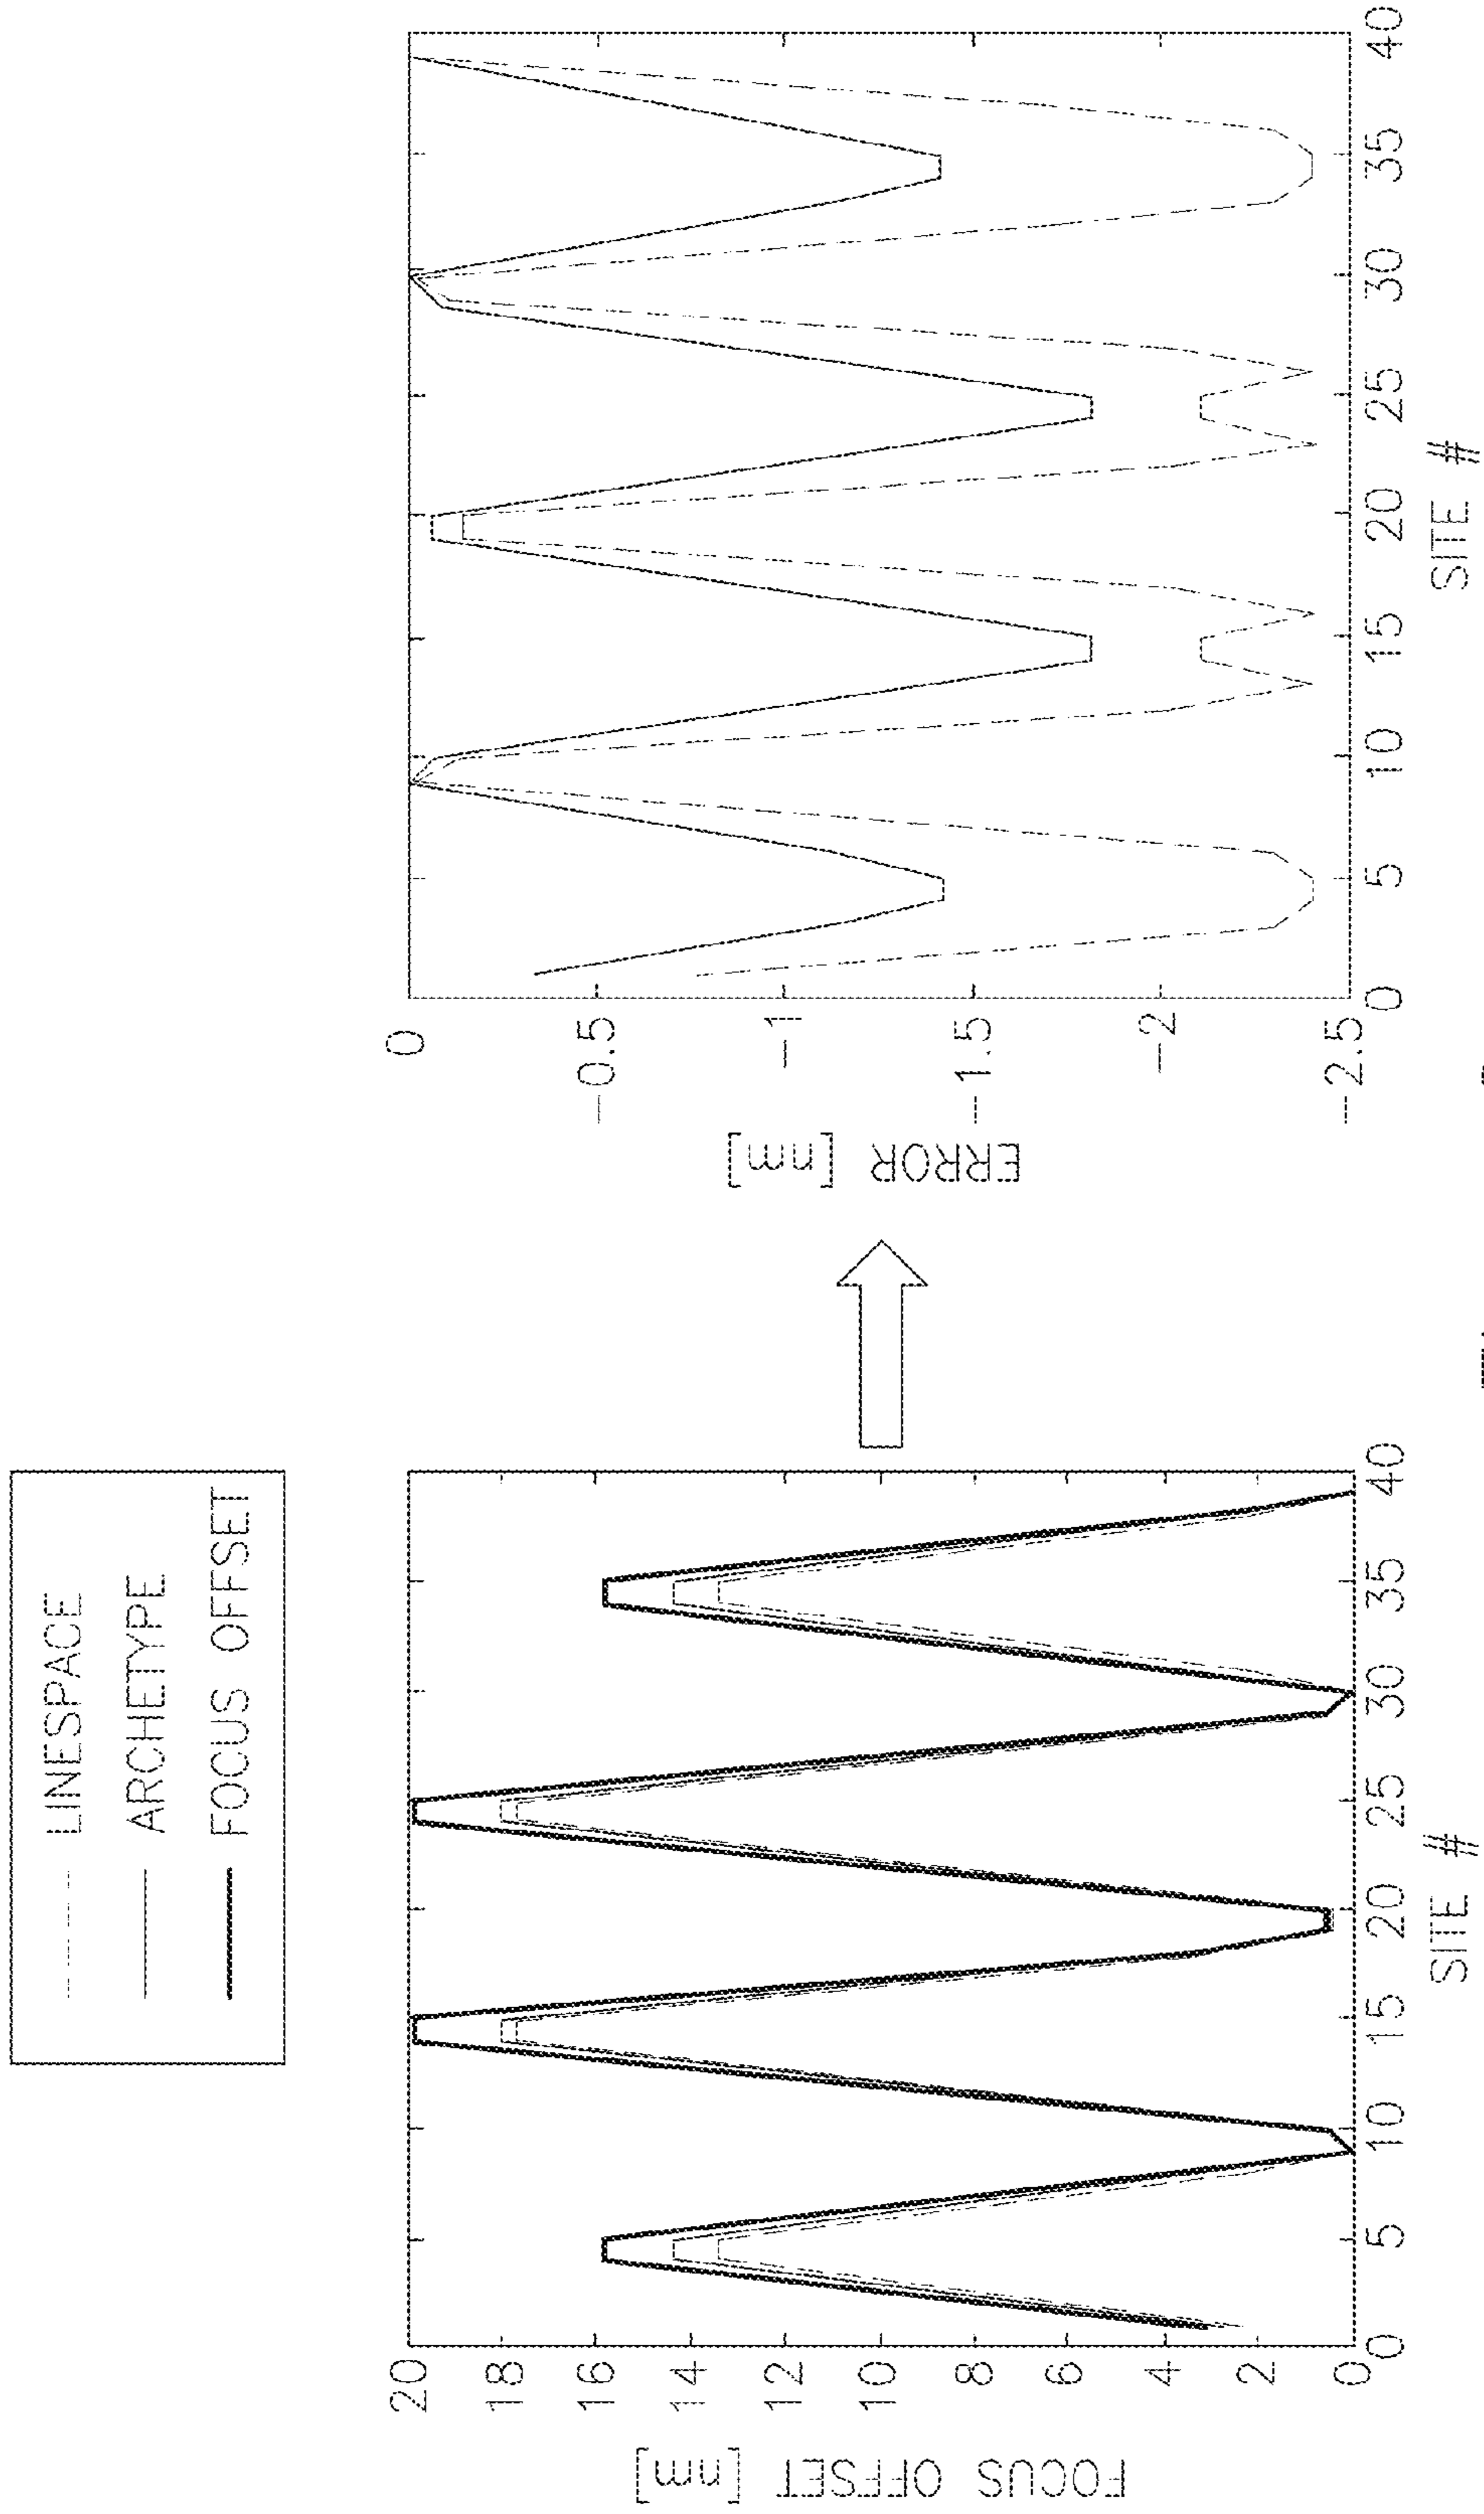 LINESPACE
ARCHETYPE
FOCUS OFFSET
FOCUS OFFSET [nm]
20
18
16
14
12
10
8
6
4
2
0
0 5 10 15 20 25 30 35 40
SITE #
ERROR [nm]
0
-0.5
-1
-1.5
-2
-2.5
0 5 10 15 20 25 30 35 40
SITE #